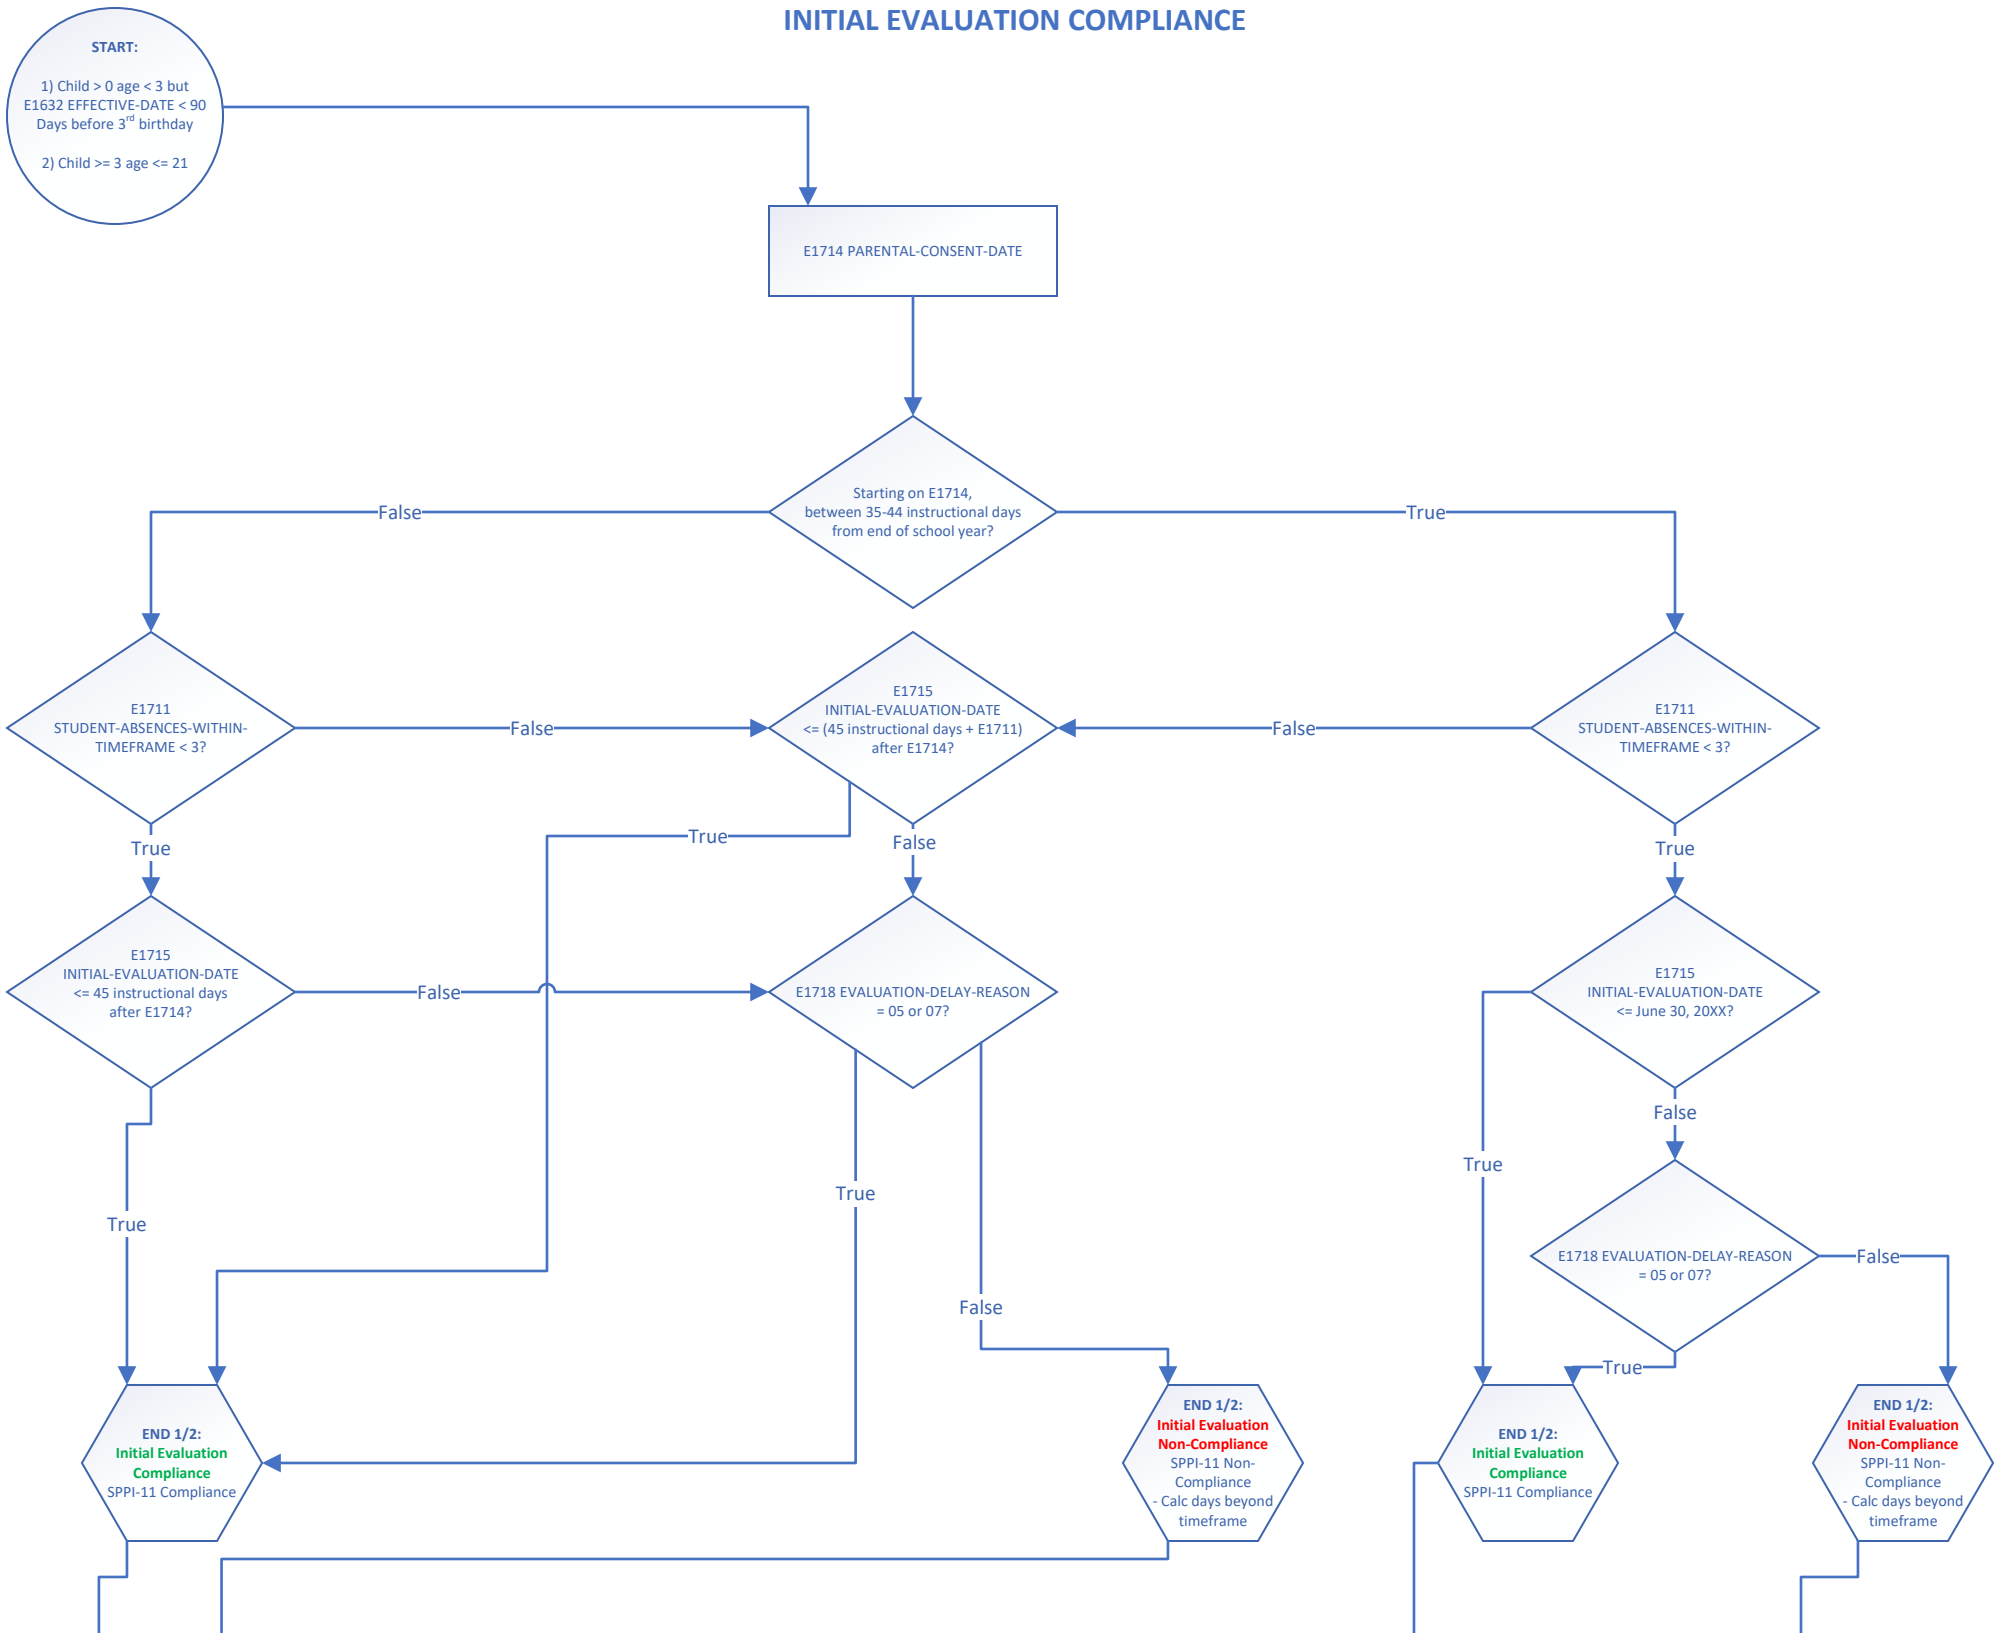 INITIAL EVALUATION COMPLIANCE
START:
1) Child > 0 age < 3 but
E1632 EFFECTIVE-DATE < 90
Days before 3rd birthday
2) Child >= 3 age <= 21
E1714 PARENTAL-CONSENT-DATE
Starting on E1714,
between 35-44 instructional days
from end of school year?
False
True
E1711
STUDENT-ABSENCES-WITHIN-
TIMEFRAME < 3?
False
E1715
INITIAL-EVALUATION-DATE
<= (45 instructional days + E1711)
after E1714?
False
E1711
STUDENT-ABSENCES-WITHIN-
TIMEFRAME < 3?
True
True
False
True
E1715
INITIAL-EVALUATION-DATE
<= 45 instructional days
after E1714?
False
E1718 EVALUATION-DELAY-REASON
= 05 or 07?
E1715
INITIAL-EVALUATION-DATE
<= June 30, 20XX?
False
True
True
True
False
E1718 EVALUATION-DELAY-REASON
= 05 or 07?
False
True
END 1/2:
Initial Evaluation
Compliance
SPPI-11 Compliance
END 1/2:
Initial Evaluation
Non-Compliance
SPPI-11 Non-
Compliance
- Calc days beyond
timeframe
END 1/2:
Initial Evaluation
Compliance
SPPI-11 Compliance
END 1/2:
Initial Evaluation
Non-Compliance
SPPI-11 Non-
Compliance
- Calc days beyond
timeframe